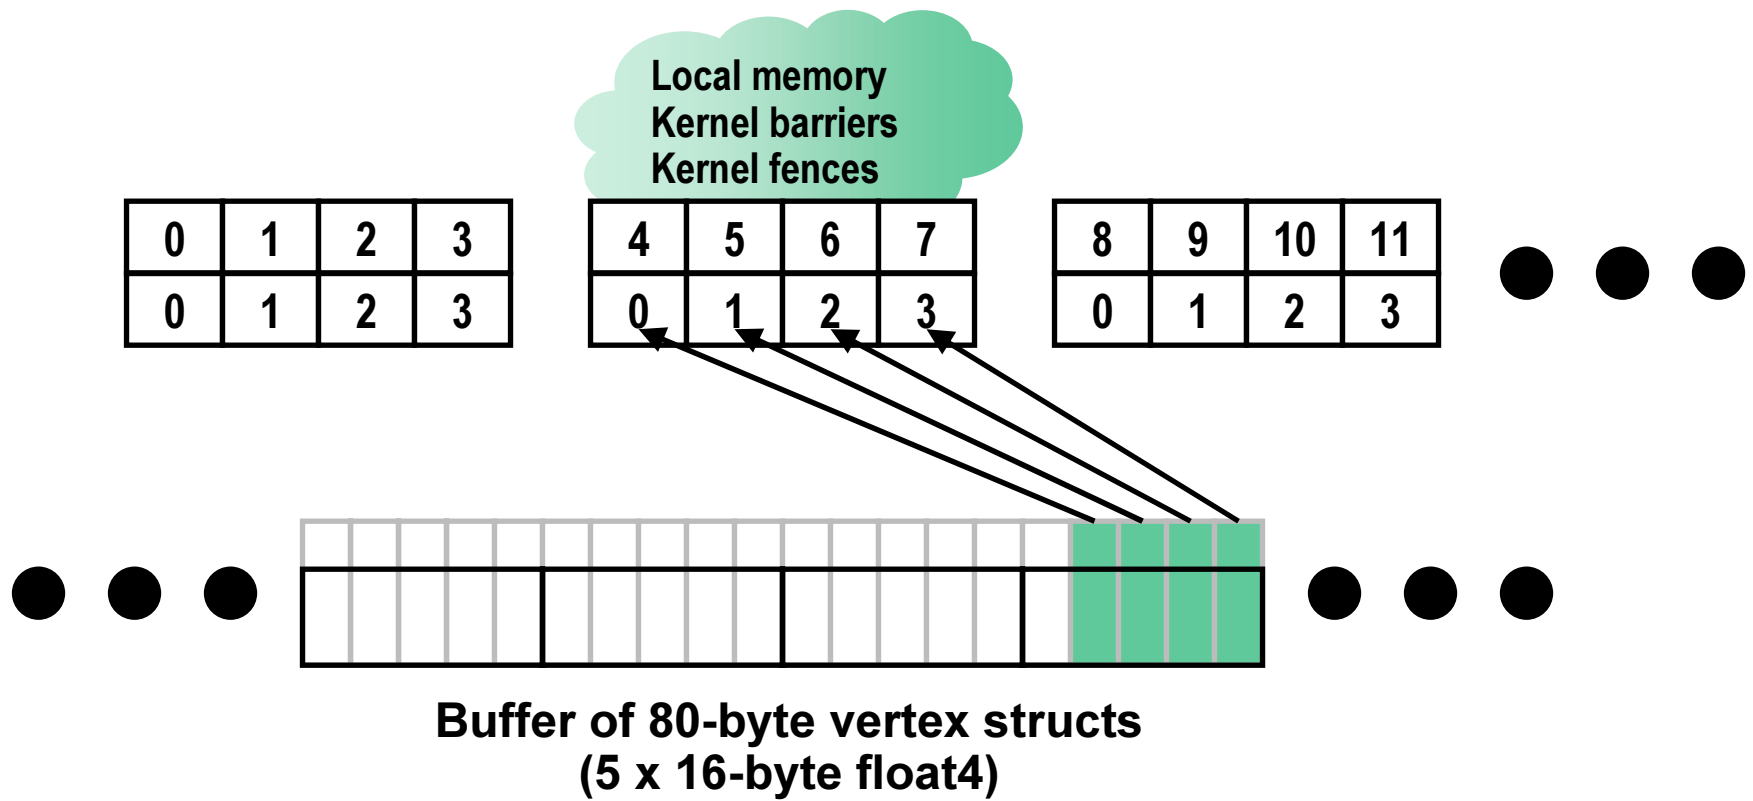 Local memory
Kernel barriers
Kernel fences
0 1 2 3 4 5 6 7 8 9 10 11
0 1 2 3 0 1 2 3 0 1 2 3
Buffer of 80-byte vertex structs
(5 x 16-byte float4)